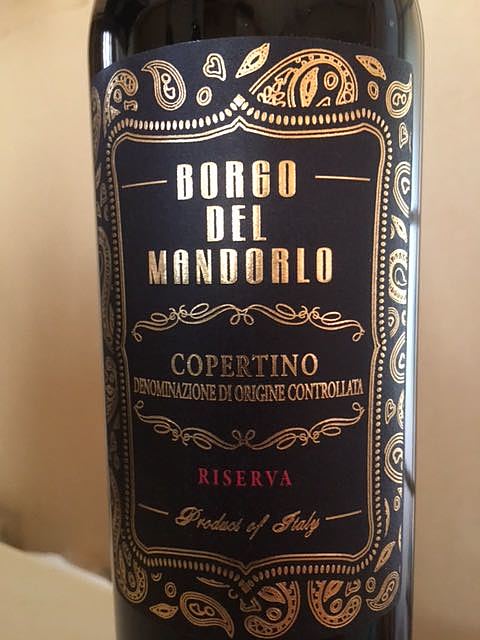 BORGO
DEL
MANDORLO
COPERTINO
DENOMINAZIONE DI ORIGINE CONTROLLATA
RISERVA
Product of Italy